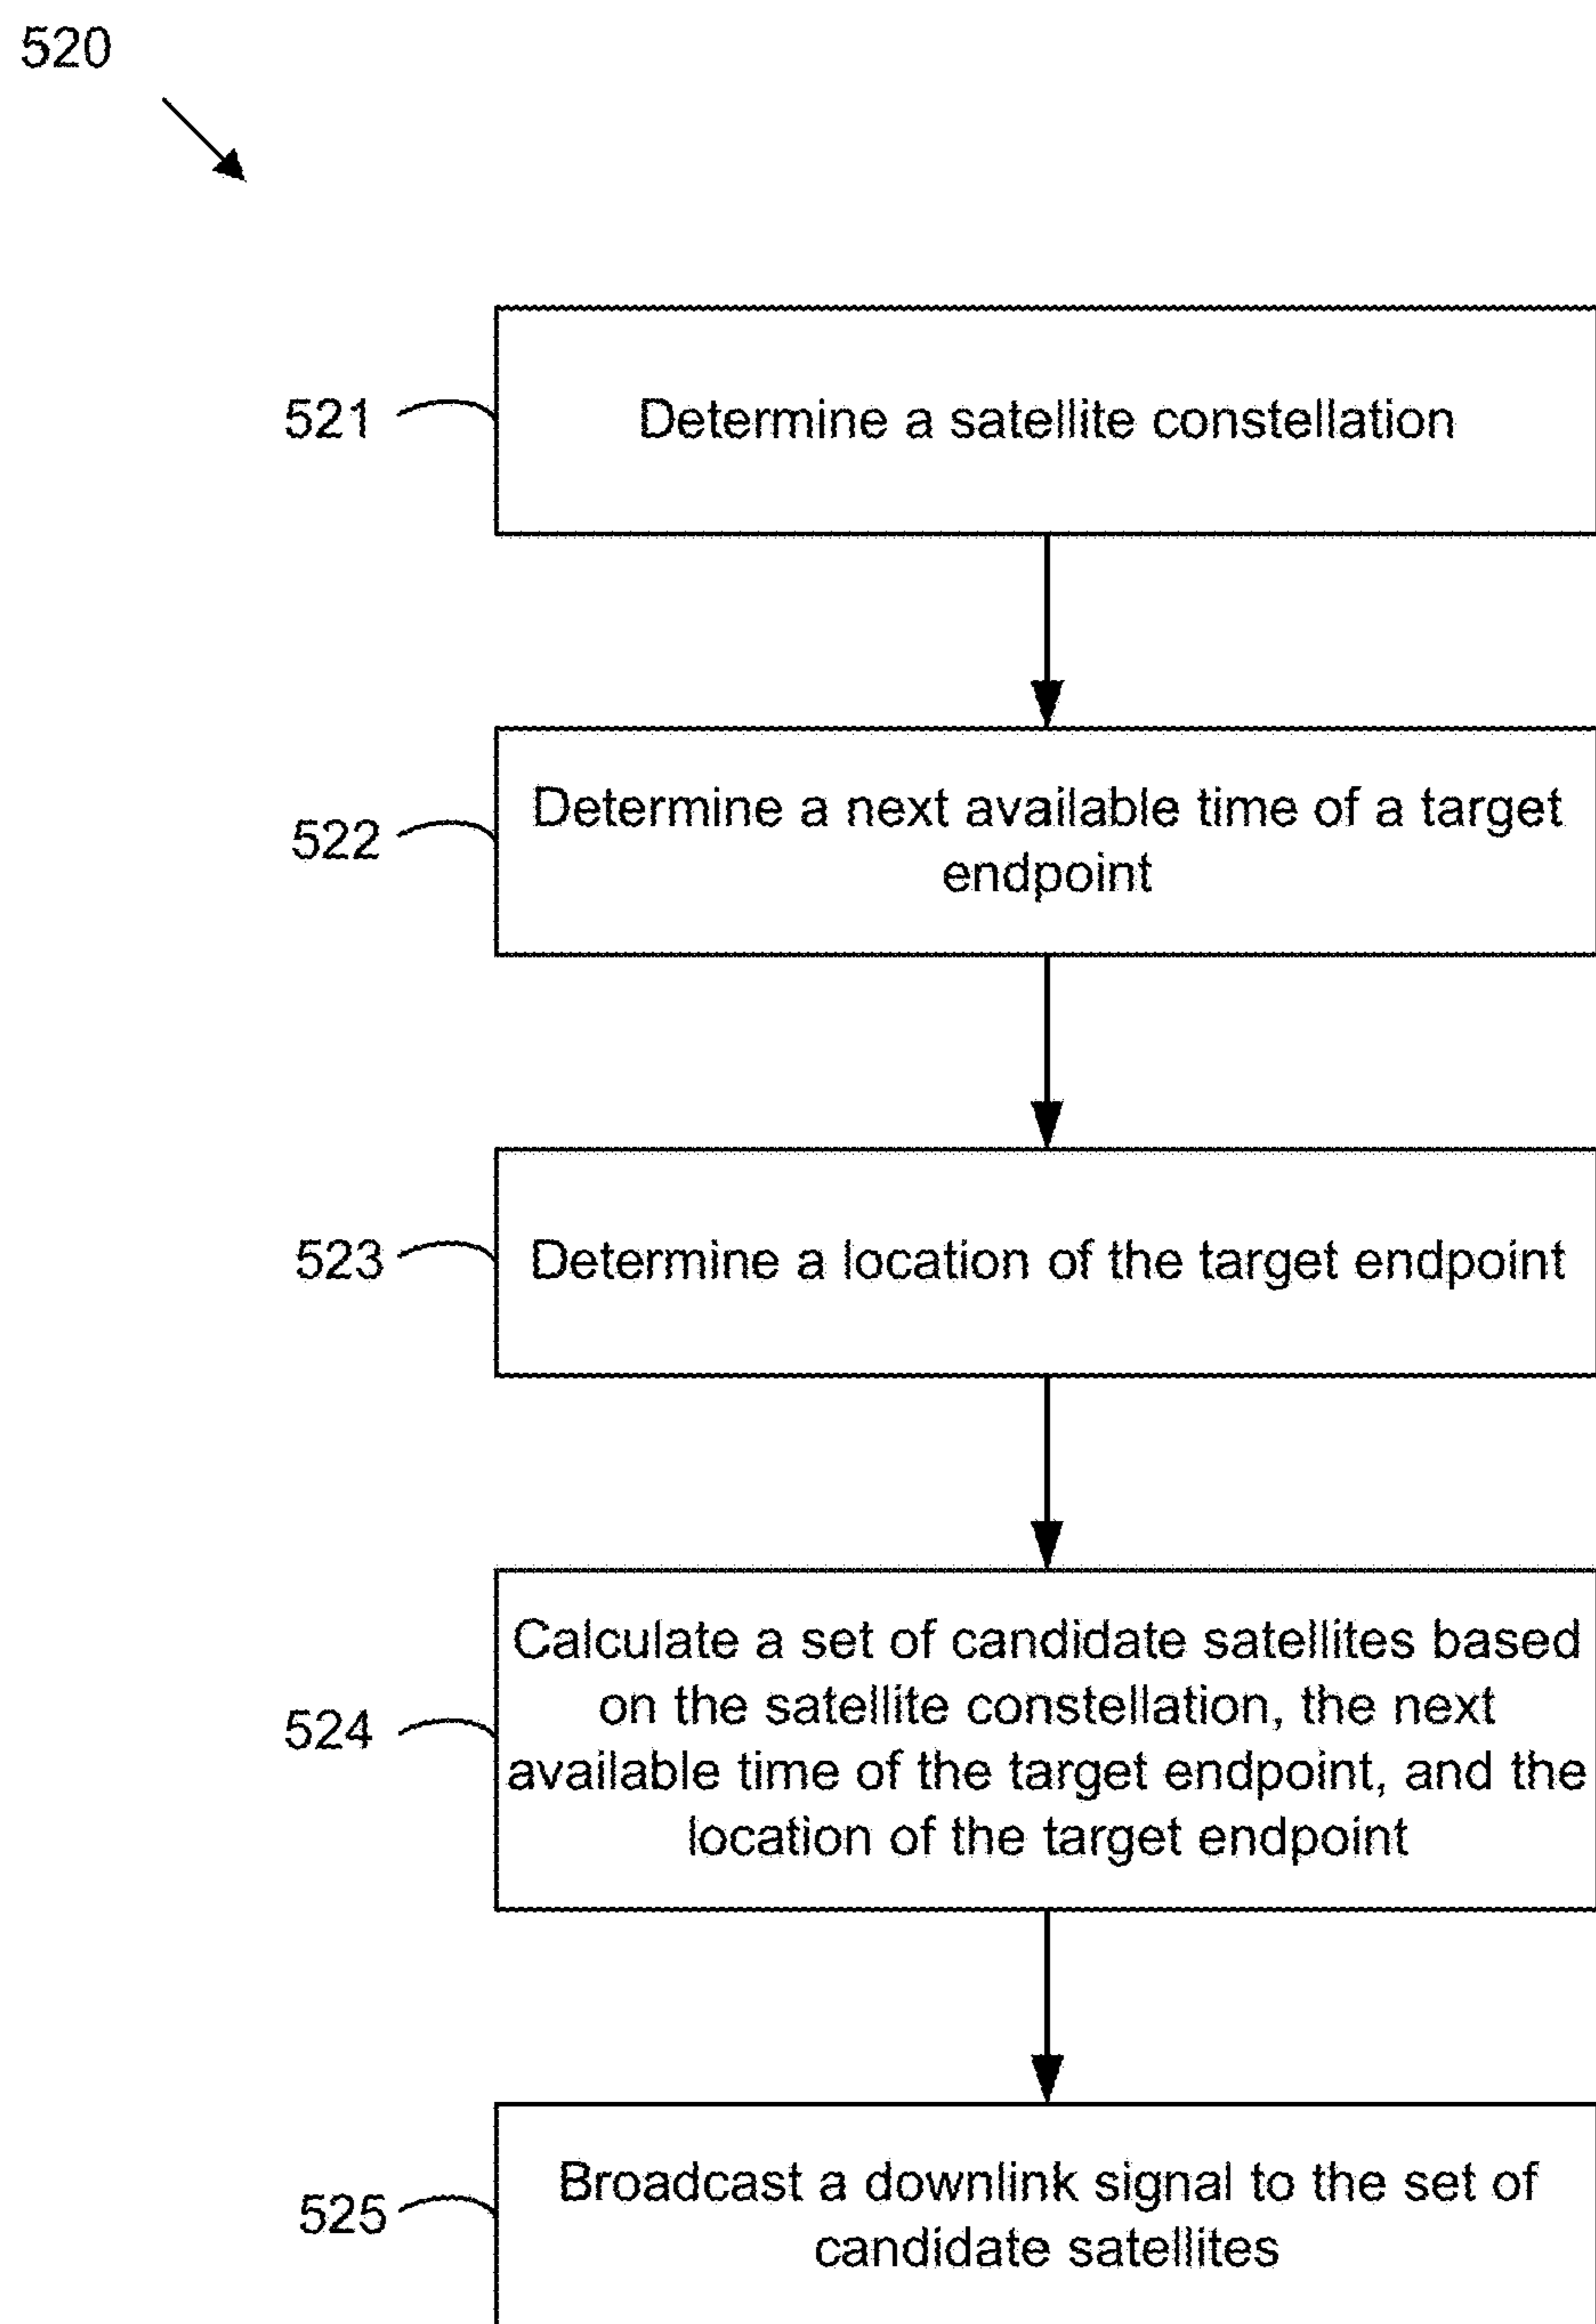 520
521
Determine a satellite constellation
522
Determine a next available time of a target
endpoint
523
Determine a location of the target endpoint
524
Calculate a set of candidate satellites based
on the satellite constellation, the next
available time of the target endpoint, and the
location of the target endpoint
525
Broadcast a downlink signal to the set of
candidate satellites